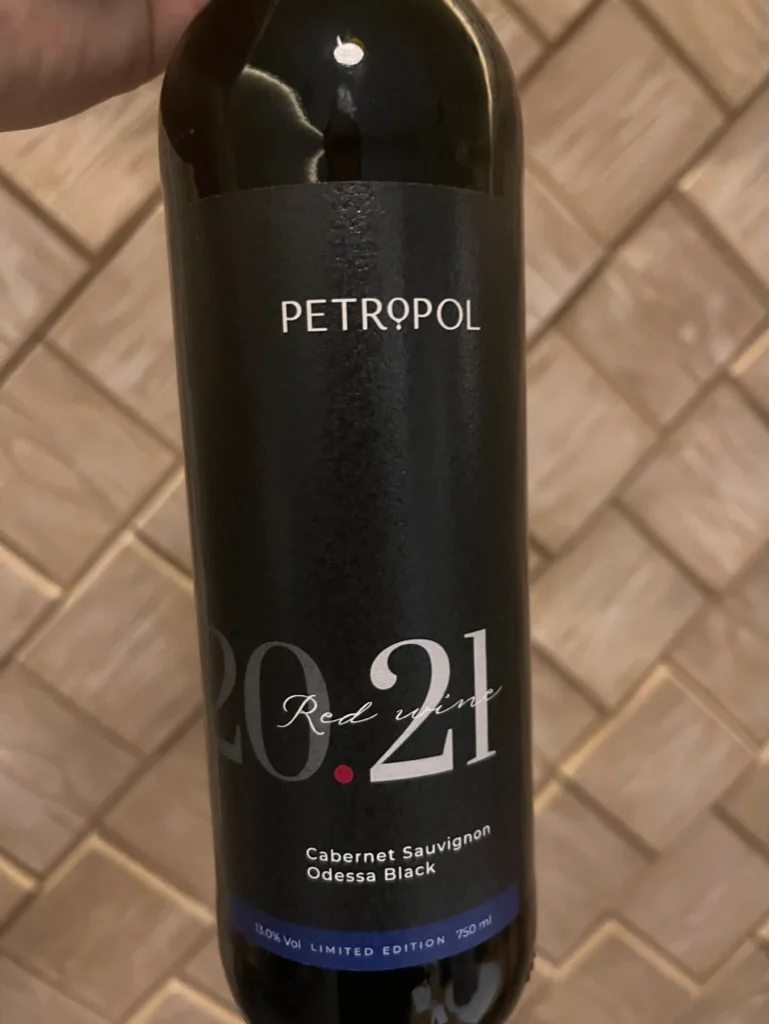 PETROPOL
20.21
Red wine
Cabernet Sauvignon
Odessa Black
13.0% Vol LIMITED EDITION 750 ml